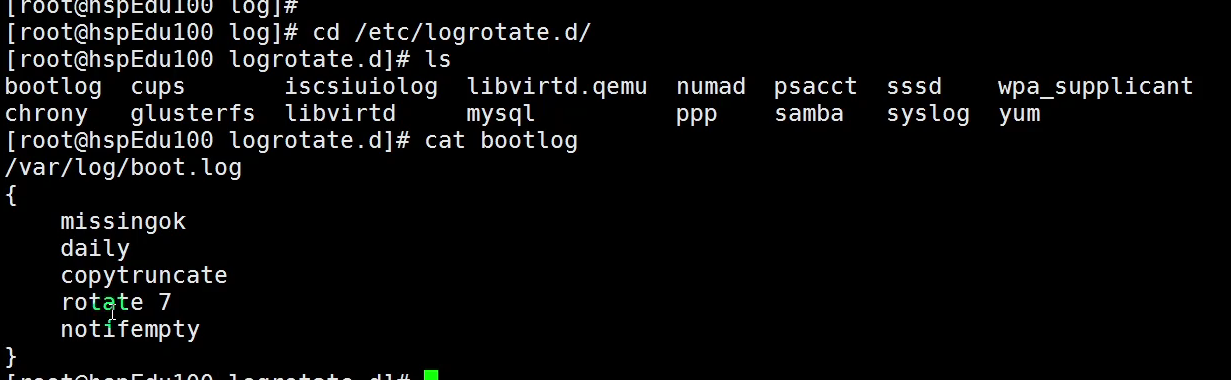 [root@hspEdu100 log]#
[root@hspEdu100 log]# cd /etc/logrotate.d/
[root@hspEdu100 logrotate.d]# ls
bootlog  cups       iscsiuiolog  libvirtd.qemu  numad  psacct  sssd    wpa_supplicant
chrony   glusterfs  libvirtd     mysql          ppp    samba   syslog  yum
[root@hspEdu100 logrotate.d]# cat bootlog
/var/log/boot.log
{
    missingok
    daily
    copytruncate
    rotate 7
    notifempty
}
[root@hspEdu100 logrotate.d]#